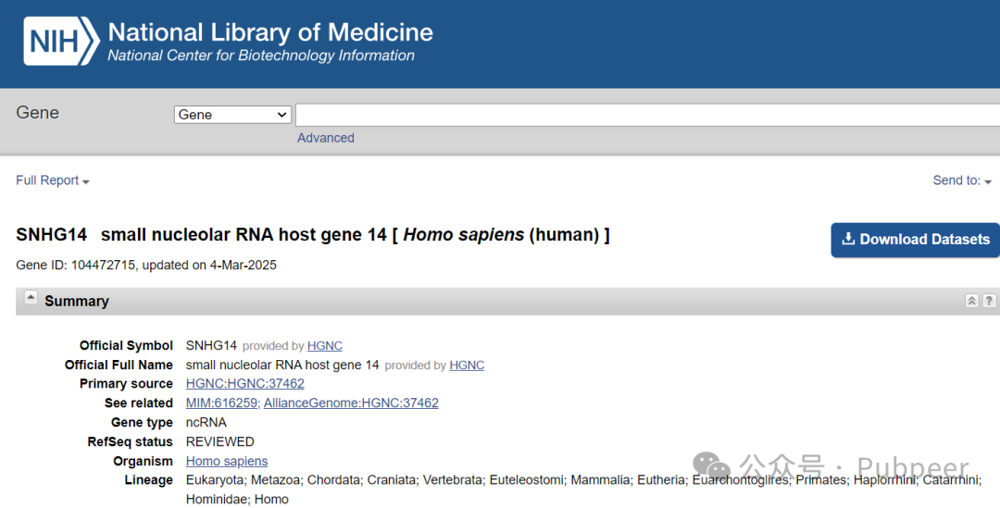 NIH National Library of Medicine
National Center for Biotechnology Information
Gene Gene
Advanced
Full Report Send to:
SNHG14 small nucleolar RNA host gene 14 [ Homo sapiens (human) ]
Download Datasets
Gene ID: 104472715, updated on 4-Mar-2025
Summary ?
Official Symbol SNHG14 provided by HGNC
Official Full Name small nucleolar RNA host gene 14 provided by HGNC
Primary source HGNC:HGNC:37462
See related MIM:616259; AllianceGenome:HGNC:37462
Gene type ncRNA
RefSeq status REVIEWED
Organism Homo sapiens
Lineage Eukaryota; Metazoa; Chordata; Craniata; Vertebrata; Euteleostomi; Mammalia; Eutheria; Euarchontoglires; Primates; Haplorrhini; Catarrhini;
Hominidae; Homo
公众号 · Pubpeer